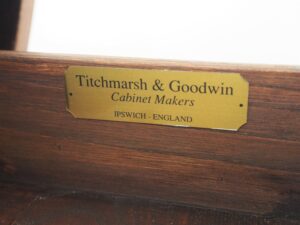 Titchmarsh & Goodwin
Cabinet Makers
IPSWICH - ENGLAND